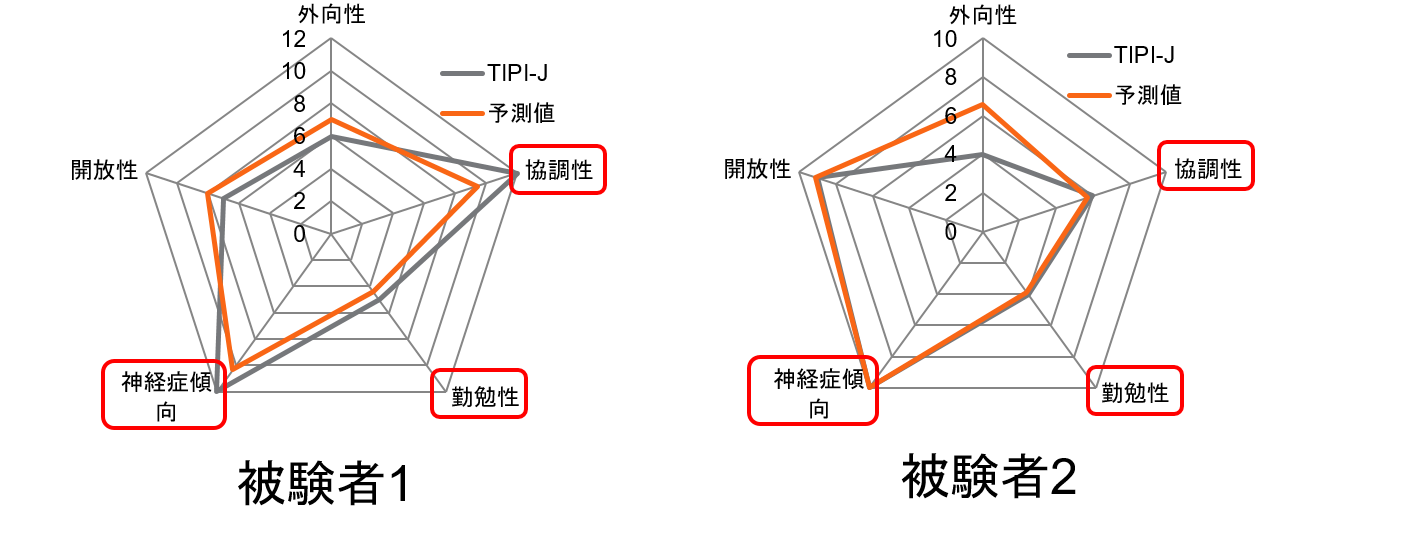 外向性
12
10
8
6
4
2
0
TIPI-J
予測値
開放性
協調性
神経症傾
向
勤勉性
被験者1
外向性
10
8
6
4
2
0
TIPI-J
予測値
開放性
協調性
神経症傾
向
勤勉性
被験者2